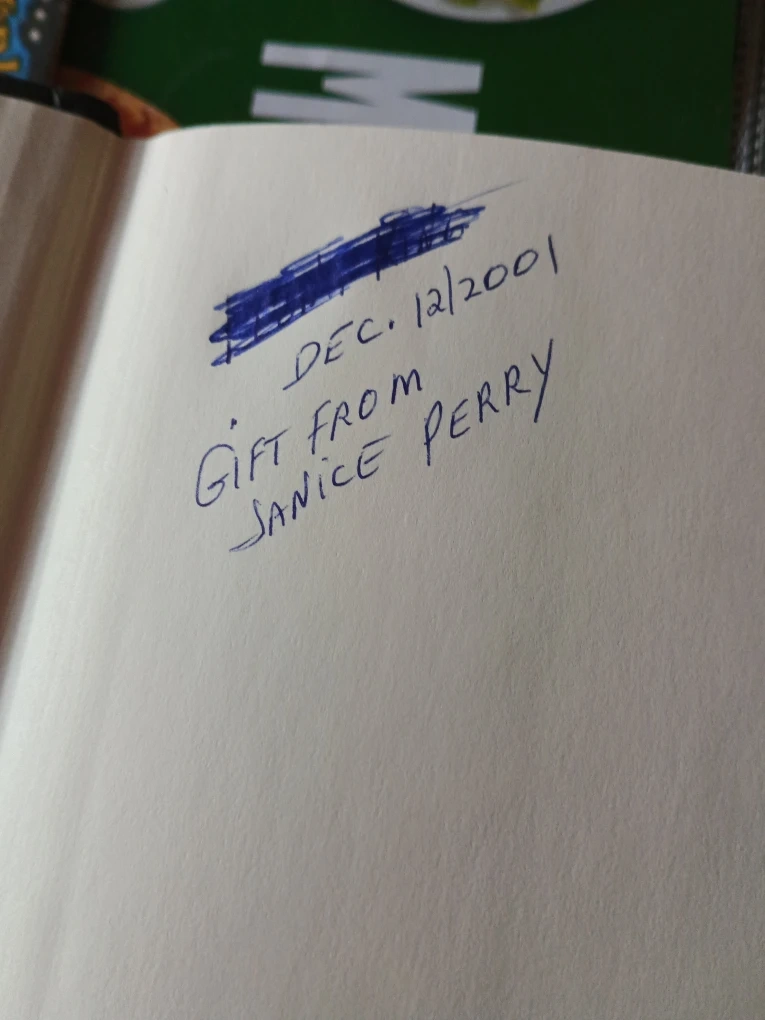 M
DEC. 12/2001
GIFT FROM
JANICE PERRY